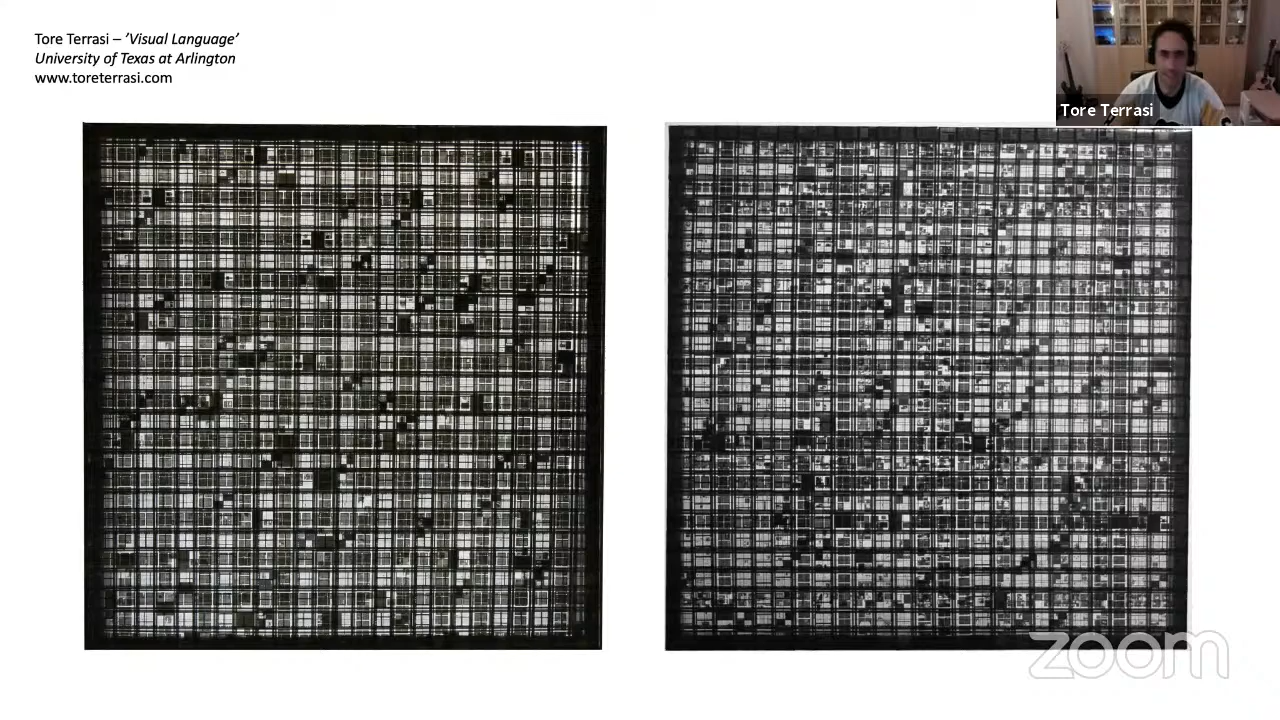 Tore Terrasi – 'Visual Language'
University of Texas at Arlington
www.toreterrasi.com
Tore Terrasi
zoom